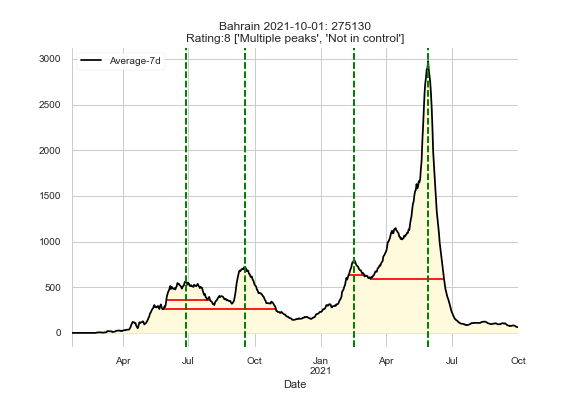 Bahrain 2021-10-01: 275130
Rating:8 ['Multiple peaks', 'Not in control']
Average-7d
3000
2500
2000
1500
1000
500
0
Apr
Jul
Oct
Jan
2021
Apr
Jul
Oct
Date